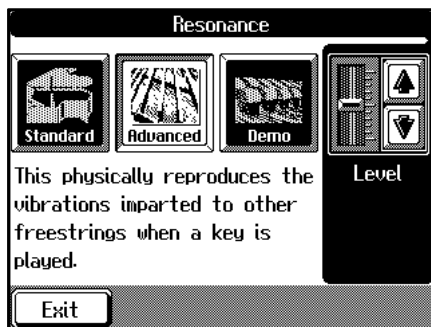 Resonance
Standard
Advanced
Demo
This physically reproduces the
vibrations imparted to other
freestrings when a key is
played.
Level
Exit